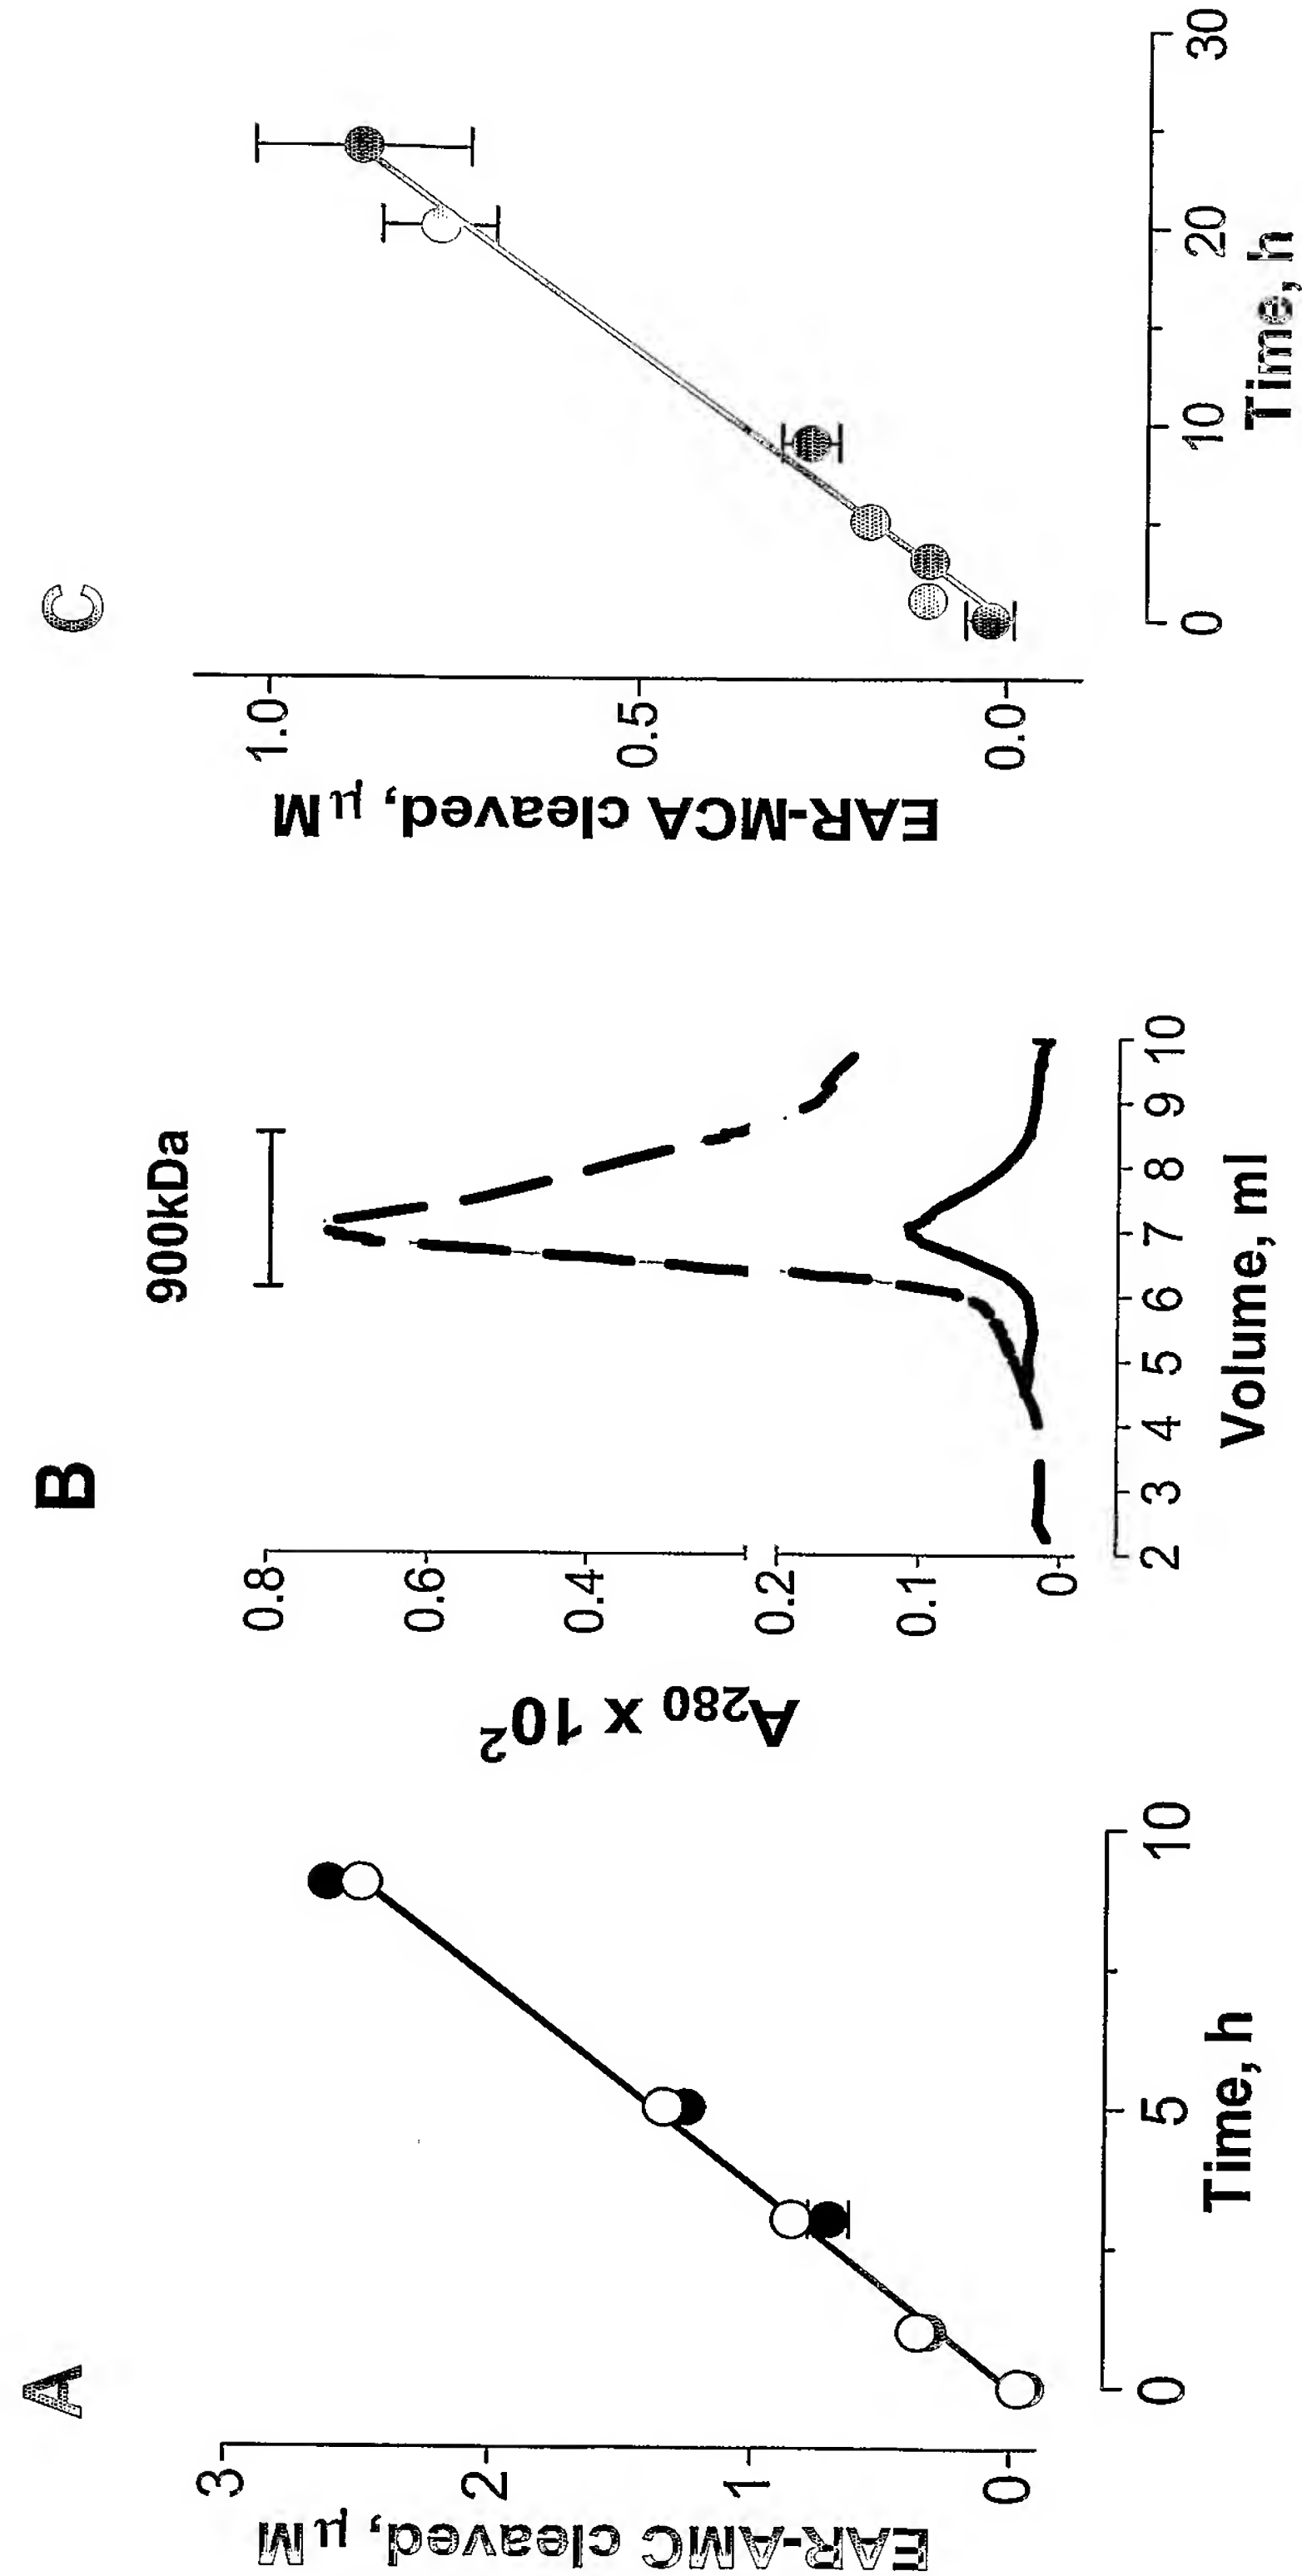 A
EAR-AMC cleaved, μM
3
2
1
0
0
5
10
Time, h
B
900kDa
A280 x 10²
0.8
0.6
0.4
0.2
0.1
0
2 3 4 5 6 7 8 9 10
Volume, ml
C
EAR-MCA cleaved, μM
1.0
0.5
0.0
0 10 20 30
Time, h